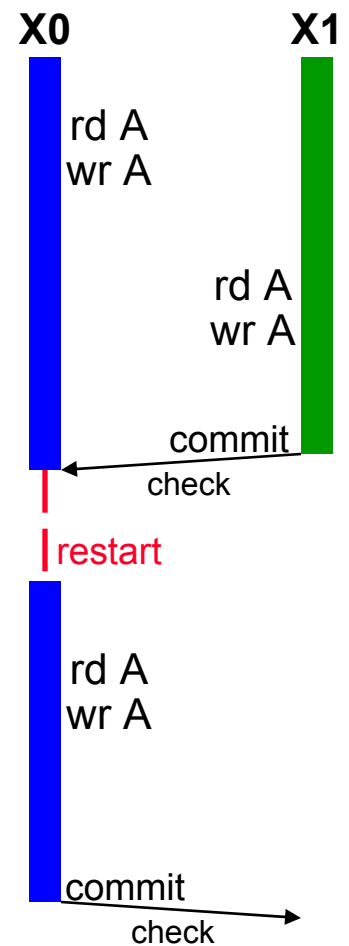 X0 X1
rd A
wr A
rd A
wr A
commit
check
restart
rd A
wr A
commit
check